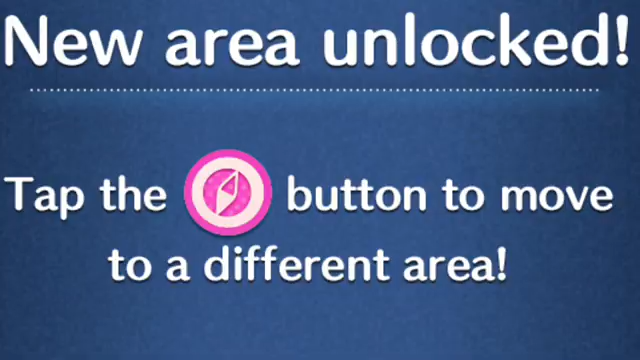 New area unlocked!
Tap the button to move
to a different area!